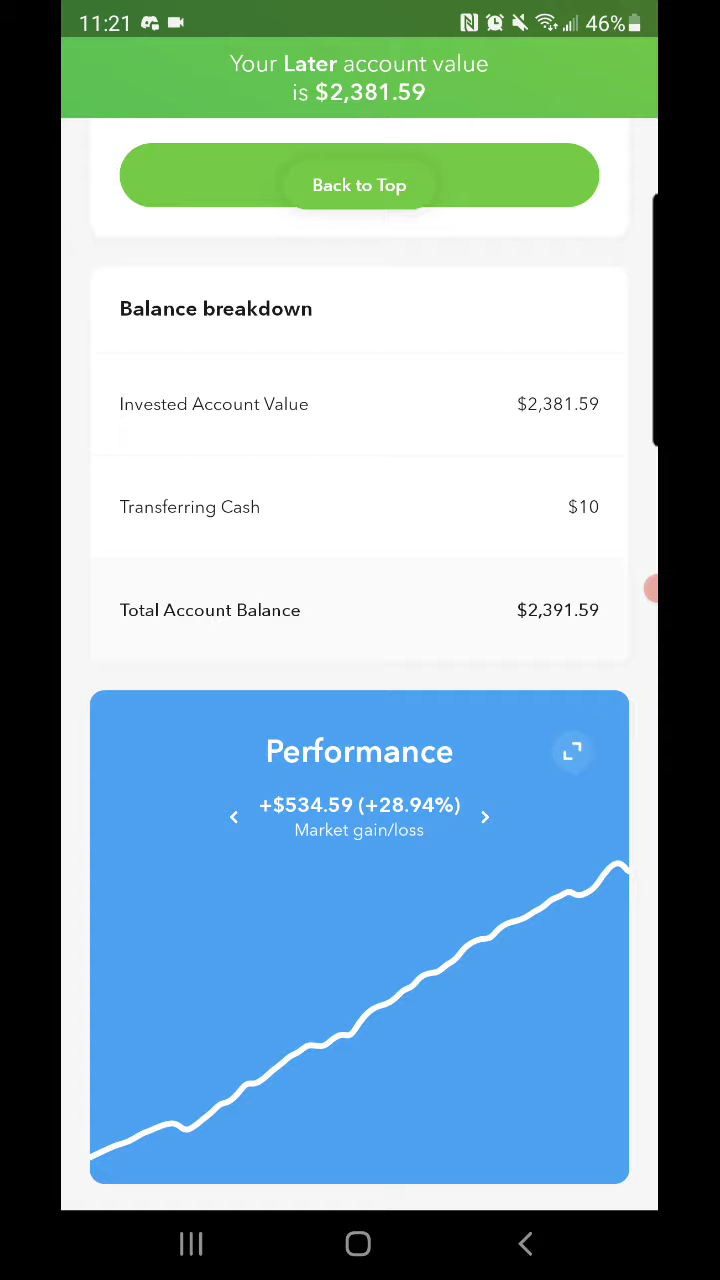 11:21 46%
Your Later account value
is $2,381.59
Back to Top
Balance breakdown
Invested Account Value $2,381.59
Transferring Cash $10
Total Account Balance $2,391.59
Performance
+$534.59 (+28.94%)
Market gain/loss